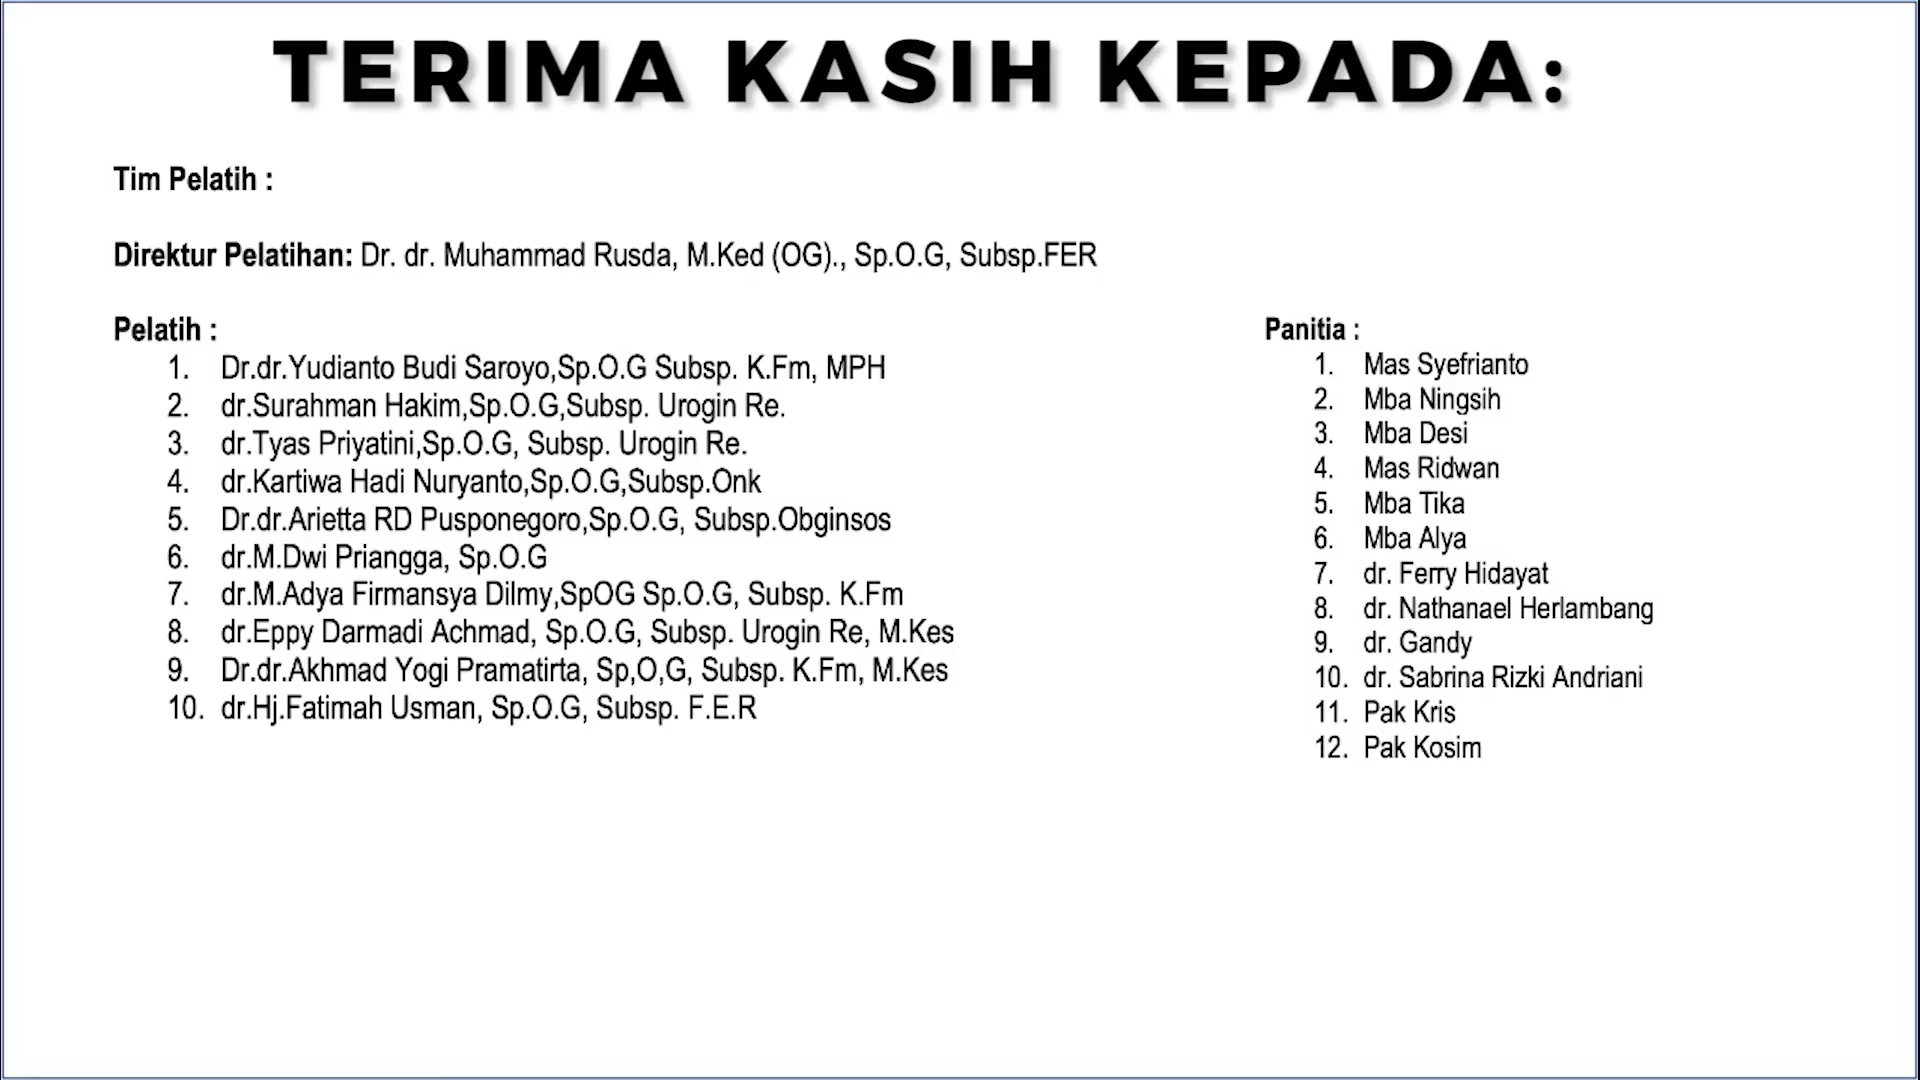 TERIMA KASIH KEPADA:
Tim Pelatih :
Direktur Pelatihan: Dr. dr. Muhammad Rusda, M.Ked (OG)., Sp.O.G, Subsp.FER
Pelatih :
1. Dr.dr.Yudianto Budi Saroyo,Sp.O.G Subsp. K.Fm, MPH
2. dr.Surahman Hakim,Sp.O.G,Subsp. Urogin Re.
3. dr.Tyas Priyatini,Sp.O.G, Subsp. Urogin Re.
4. dr.Kartiwa Hadi Nuryanto,Sp.O.G,Subsp.Onk
5. Dr.dr.Arietta RD Pusponegoro,Sp.O.G, Subsp.Obginsos
6. dr.M.Dwi Priangga, Sp.O.G
7. dr.M.Adya Firmansya Dilmy,SpOG Sp.O.G, Subsp. K.Fm
8. dr.Eppy Darmadi Achmad, Sp.O.G, Subsp. Urogin Re, M.Kes
9. Dr.dr.Akhmad Yogi Pramatirta, Sp,O,G, Subsp. K.Fm, M.Kes
10. dr.Hj.Fatimah Usman, Sp.O.G, Subsp. F.E.R
Panitia :
1. Mas Syefrianto
2. Mba Ningsih
3. Mba Desi
4. Mas Ridwan
5. Mba Tika
6. Mba Alya
7. dr. Ferry Hidayat
8. dr. Nathanael Herlambang
9. dr. Gandy
10. dr. Sabrina Rizki Andriani
11. Pak Kris
12. Pak Kosim